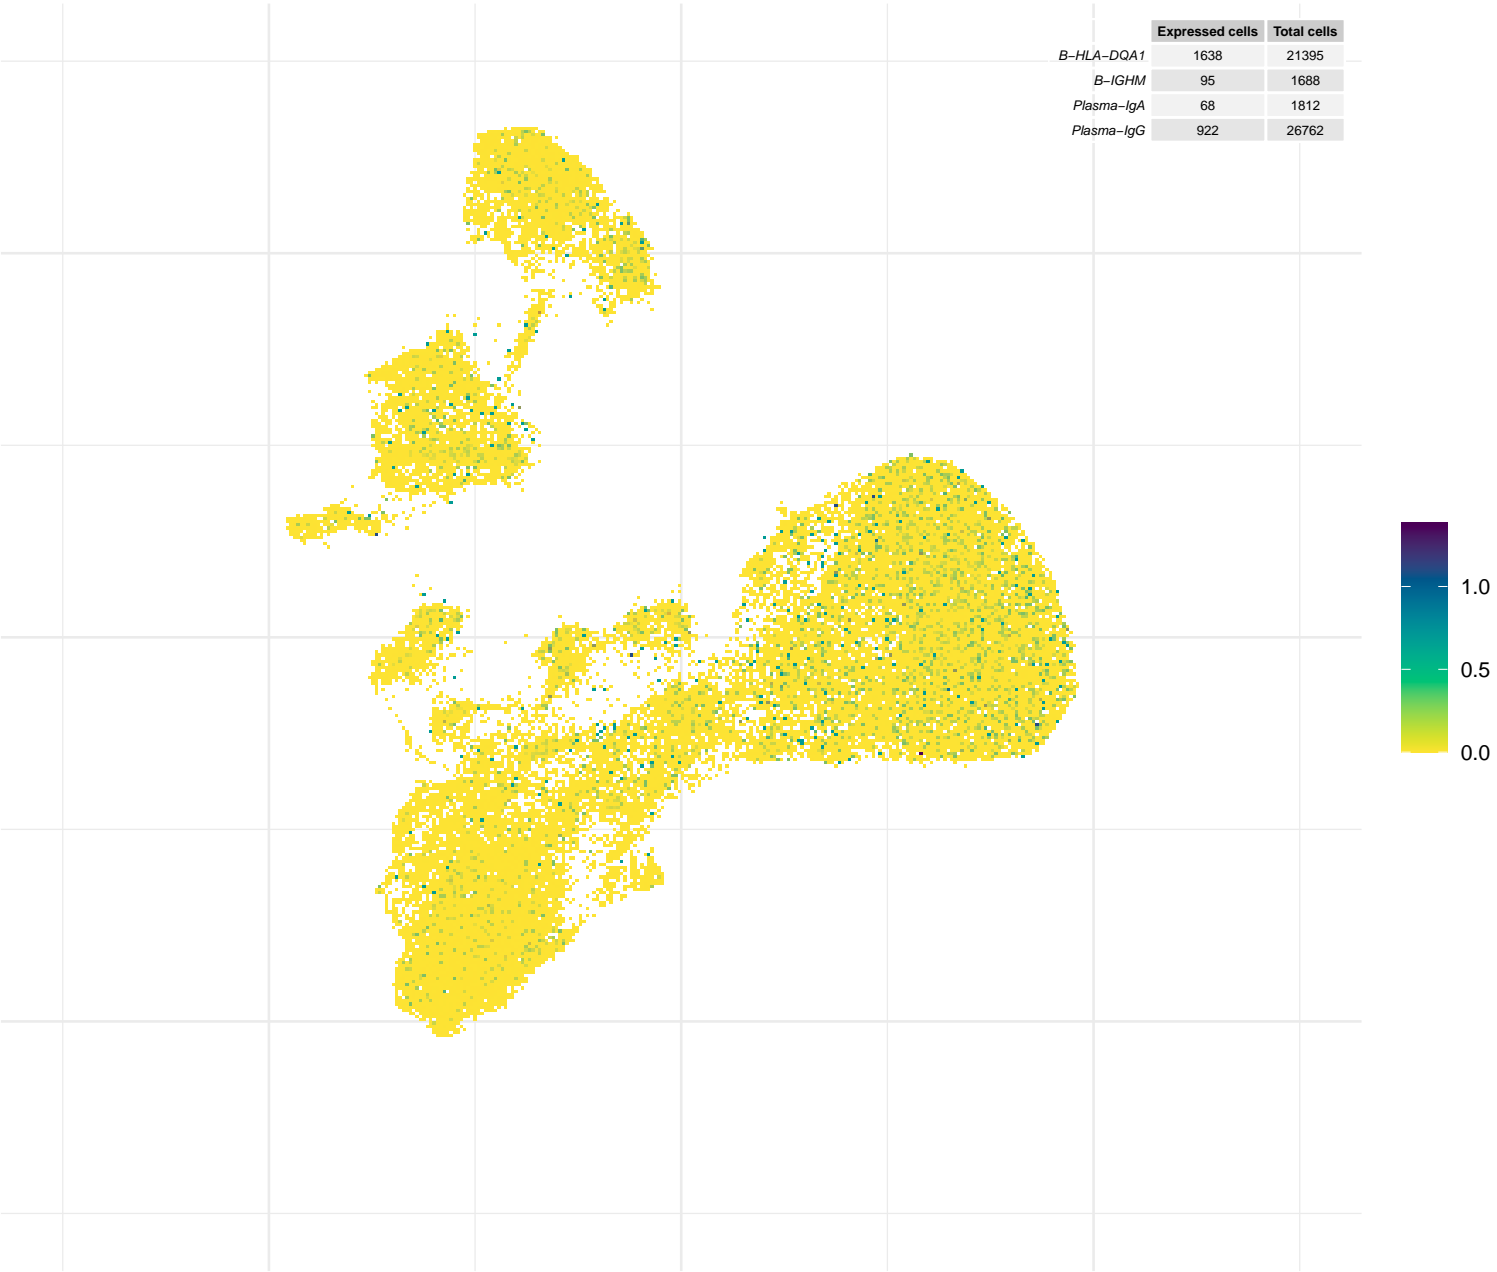 Expressed cells Total cells
B−HLA−DQA1 1638 21395
B−IGHM 95 1688
Plasma−IgA 68 1812
Plasma−IgG 922 26762
1.0
0.5
0.0